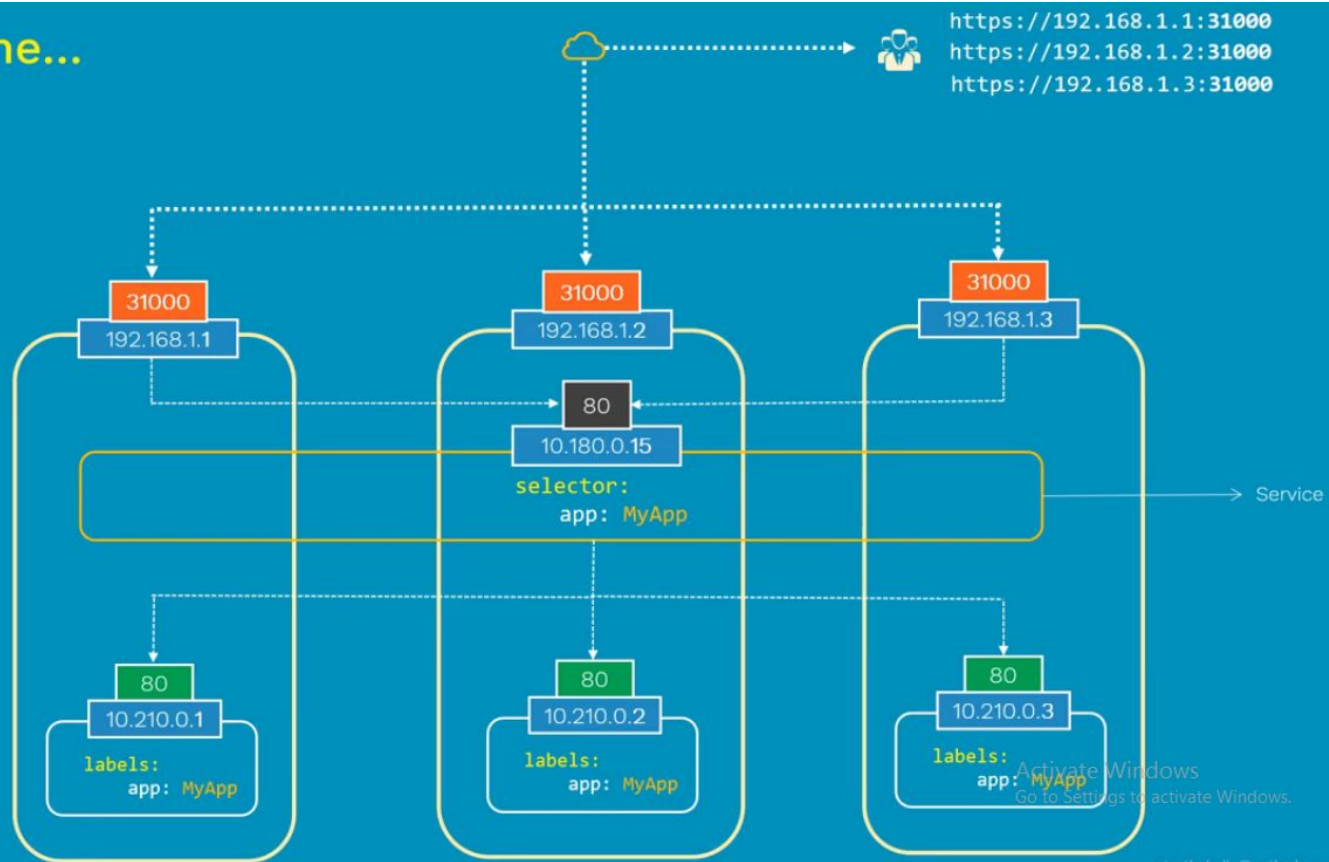 ne...
https://192.168.1.1:31000
https://192.168.1.2:31000
https://192.168.1.3:31000
31000
192.168.1.1
31000
192.168.1.2
31000
192.168.1.3
80
10.180.0.15
selector:
app: MyApp
Service
80
10.210.0.1
labels:
app: MyApp
80
10.210.0.2
labels:
app: MyApp
80
10.210.0.3
labels:
app: MyApp
Activate Windows
Go to Settings to activate Windows.